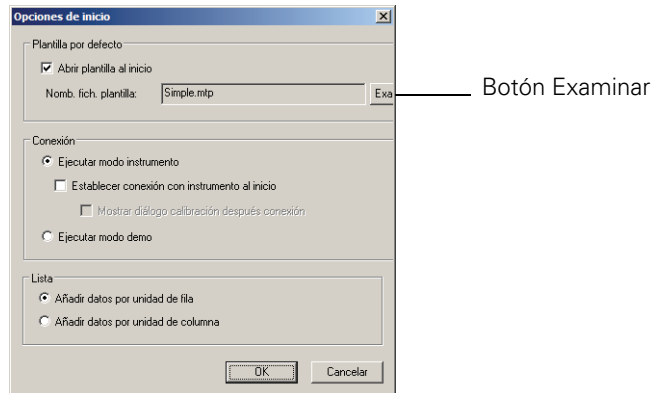 Opciones de inicio
Plantilla por defecto
Abrir plantilla al inicio
Nomb. fich. plantilla: Simple.mtp Exa
Botón Examinar
Conexión
Ejecutar modo instrumento
Establecer conexión con instrumento al inicio
Mostrar diálogo calibración después conexión
Ejecutar modo demo
Lista
Añadir datos por unidad de fila
Añadir datos por unidad de columna
OK Cancelar